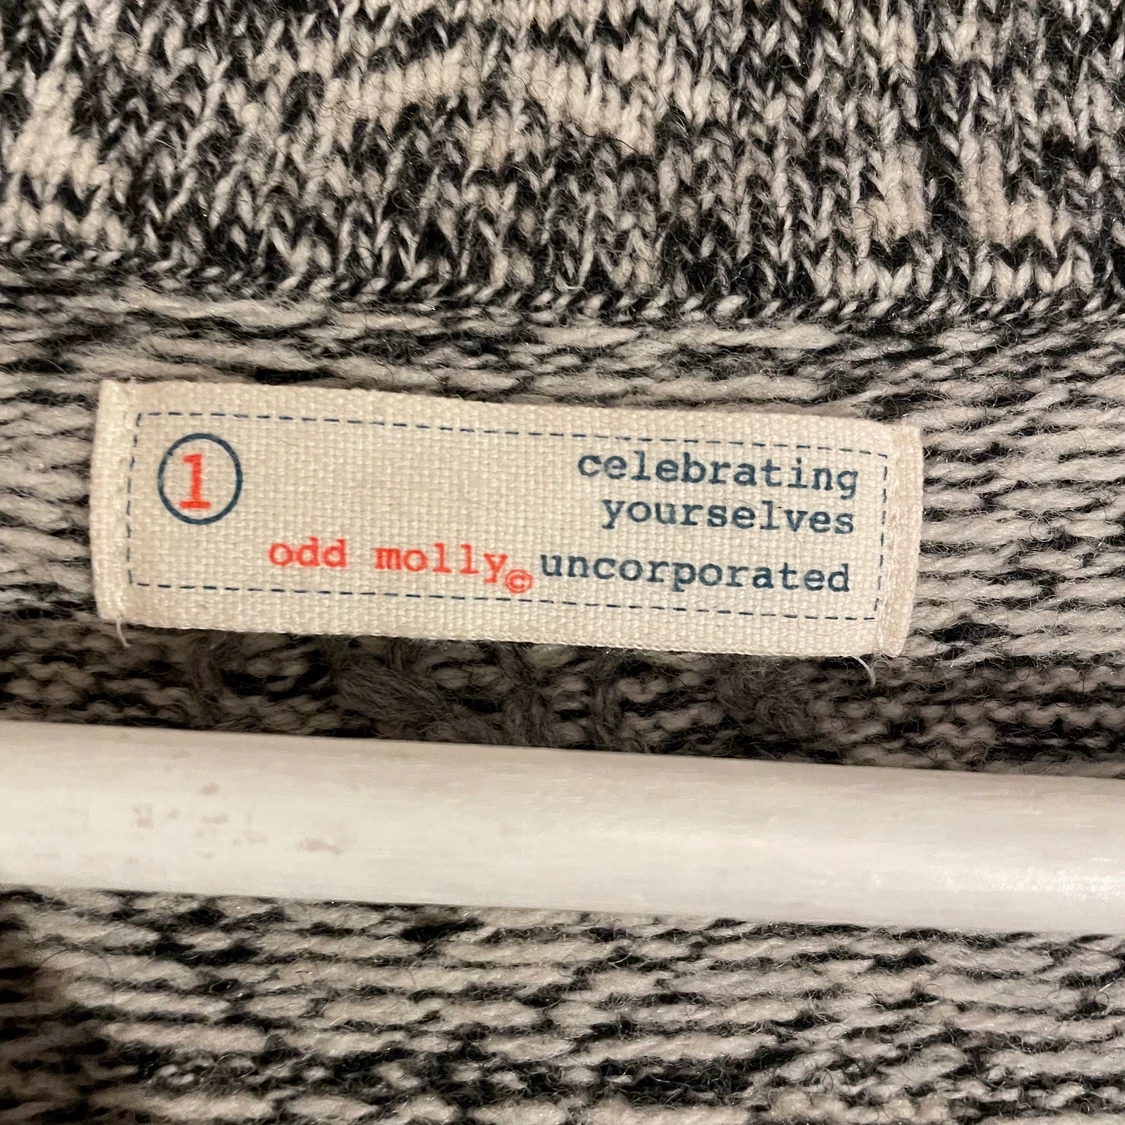 1
celebrating
yourselves
odd molly© uncorporated